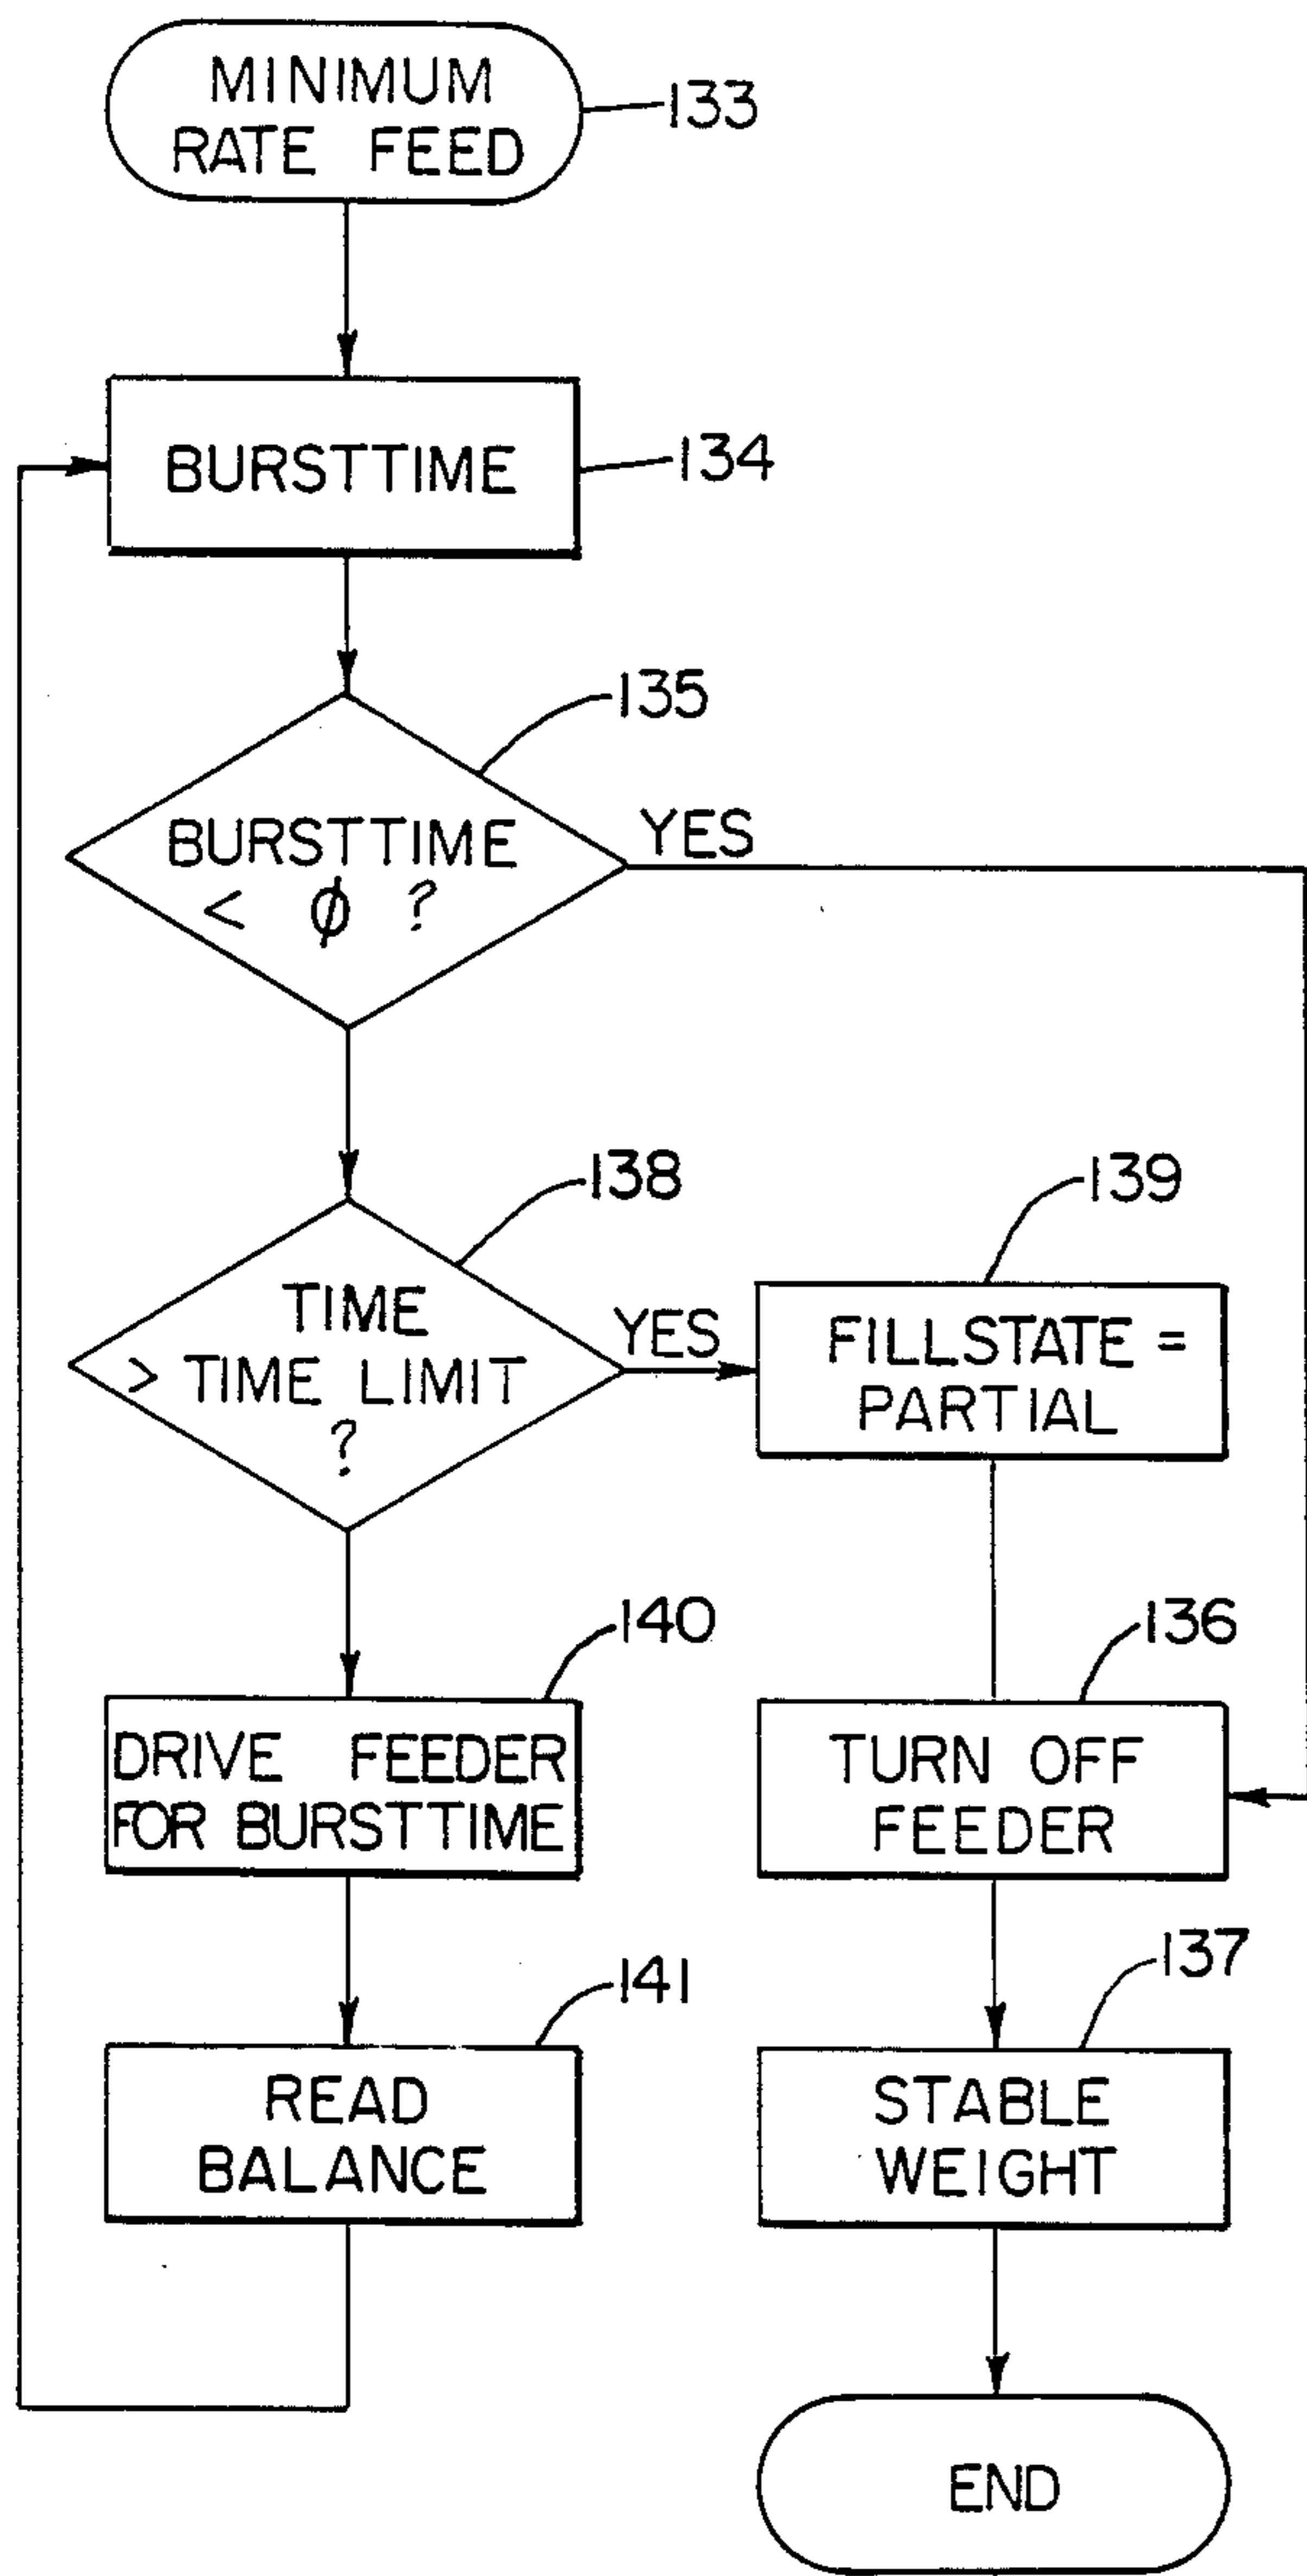 MINIMUM
RATE FEED
133
BURSTTIME
134
135
BURSTTIME
< ϕ ?
YES
138
TIME
> TIME LIMIT
?
YES
139
FILLSTATE =
PARTIAL
140
DRIVE FEEDER
FOR BURSTTIME
136
TURN OFF
FEEDER
141
READ
BALANCE
137
STABLE
WEIGHT
END